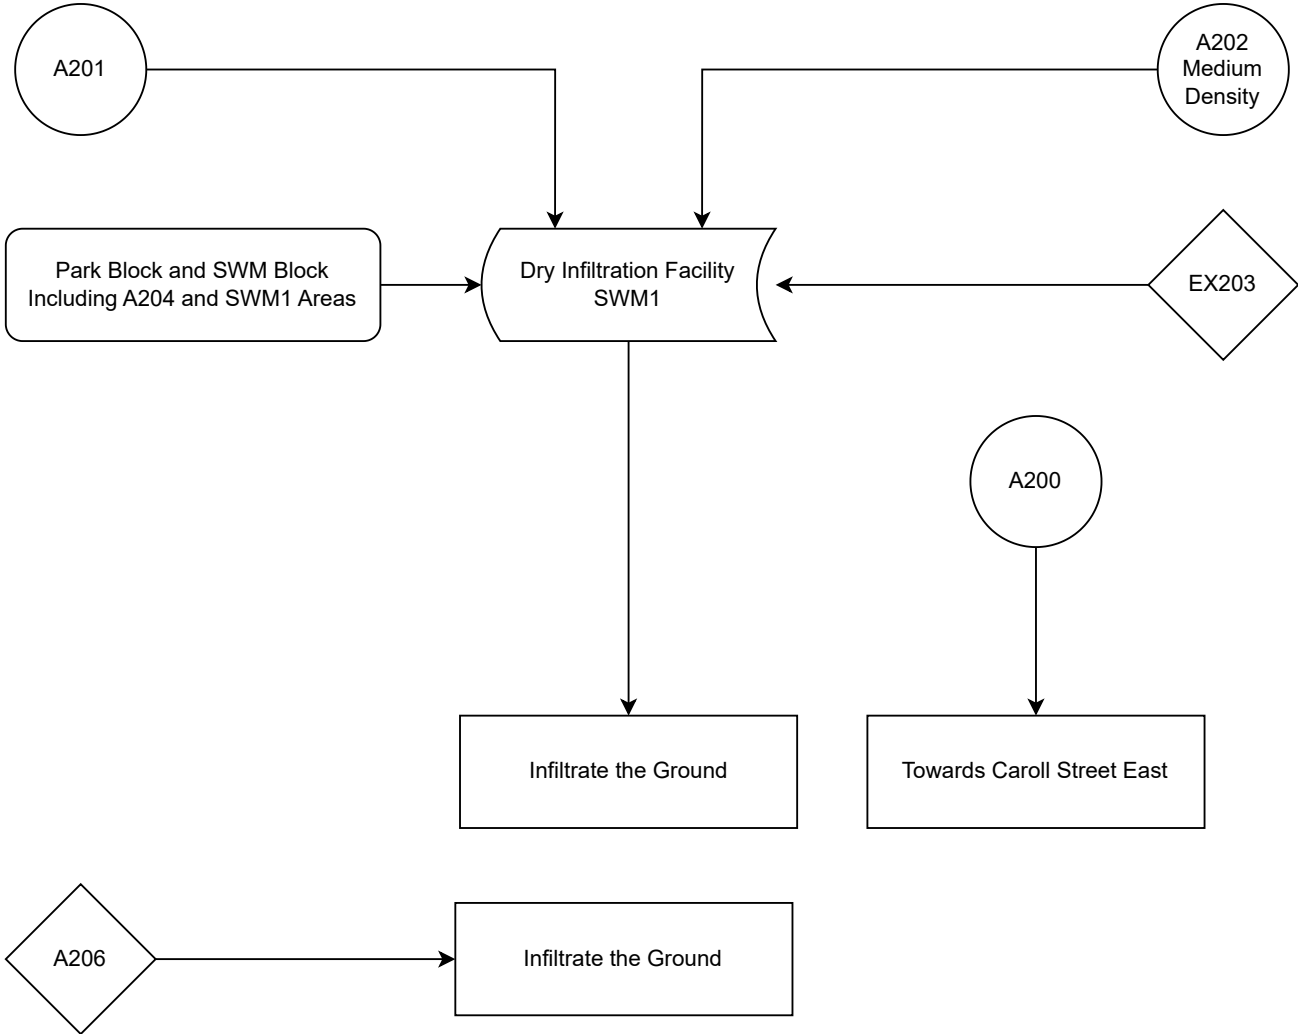 A201
A202
Medium
Density
Park Block and SWM Block
Including A204 and SWM1 Areas
Dry Infiltration Facility
SWM1
EX203
A200
Infiltrate the Ground
Towards Caroll Street East
A206
Infiltrate the Ground